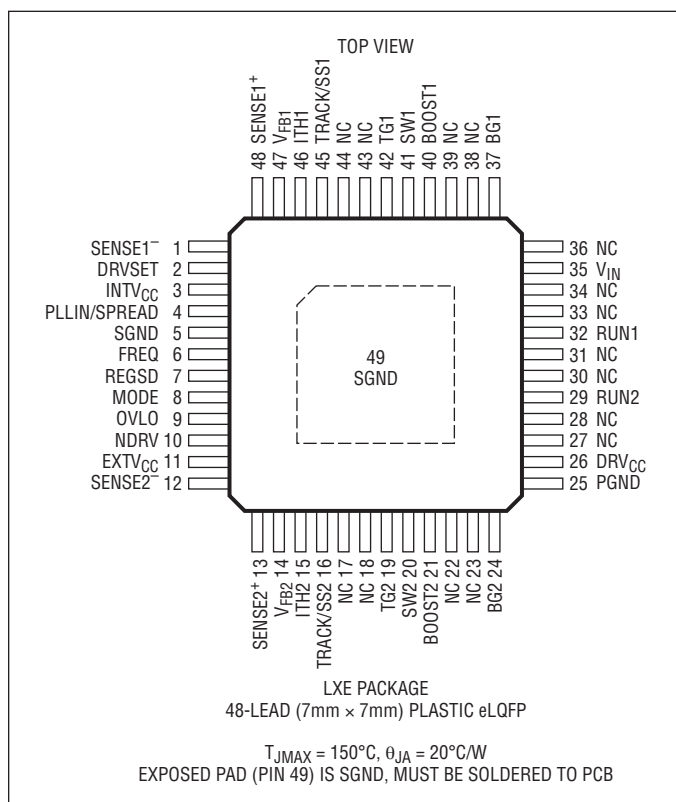 TOP VIEW
48 SENSE1+
47 VFB1
46 ITH1
45 TRACK/SS1
44 NC
43 NC
42 TG1
41 SW1
40 BOOST1
39 NC
38 NC
37 BG1
SENSE1– 1
DRVSET 2
INTVCC 3
PLLIN/SPREAD 4
SGND 5
FREQ 6
REGSD 7
MODE 8
OVLO 9
NDRV 10
EXTVCC 11
SENSE2– 12
49
SGND
36 NC
35 VIN
34 NC
33 NC
32 RUN1
31 NC
30 NC
29 RUN2
28 NC
27 NC
26 DRVCC
25 PGND
SENSE2+ 13
VFB2 14
ITH2 15
TRACK/SS2 16
NC 17
NC 18
TG2 19
SW2 20
BOOST2 21
NC 22
NC 23
BG2 24
LXE PACKAGE
48-LEAD (7mm × 7mm) PLASTIC eLQFP
TJMAX = 150°C, θJA = 20°C/W
EXPOSED PAD (PIN 49) IS SGND, MUST BE SOLDERED TO PCB